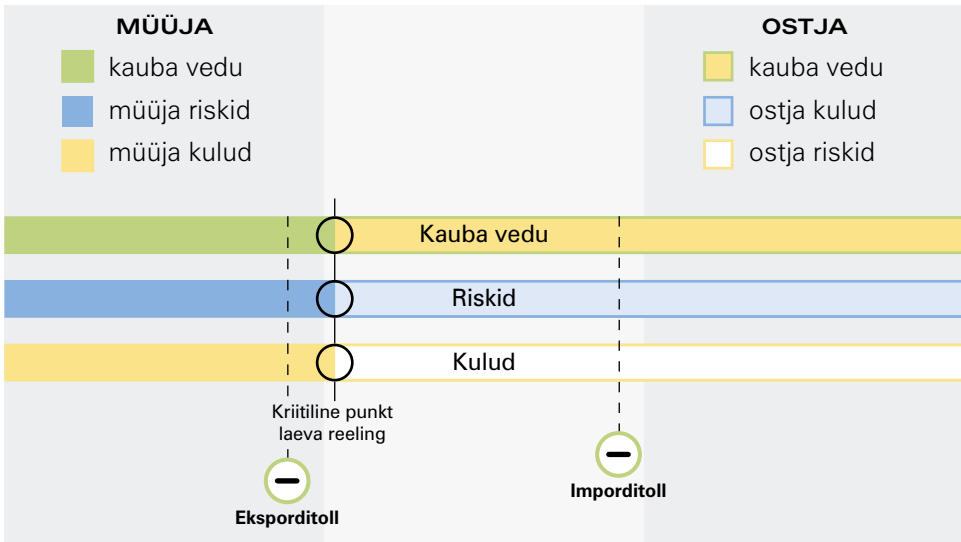 MÜÜJA
kauba vedu
müüja riskid
müüja kulud
OSTJA
kauba vedu
ostja kulud
ostja riskid
Kauba vedu
Riskid
Kulud
Kriitiline punkt
laeva reeling
Eksporditoll
Imporditoll